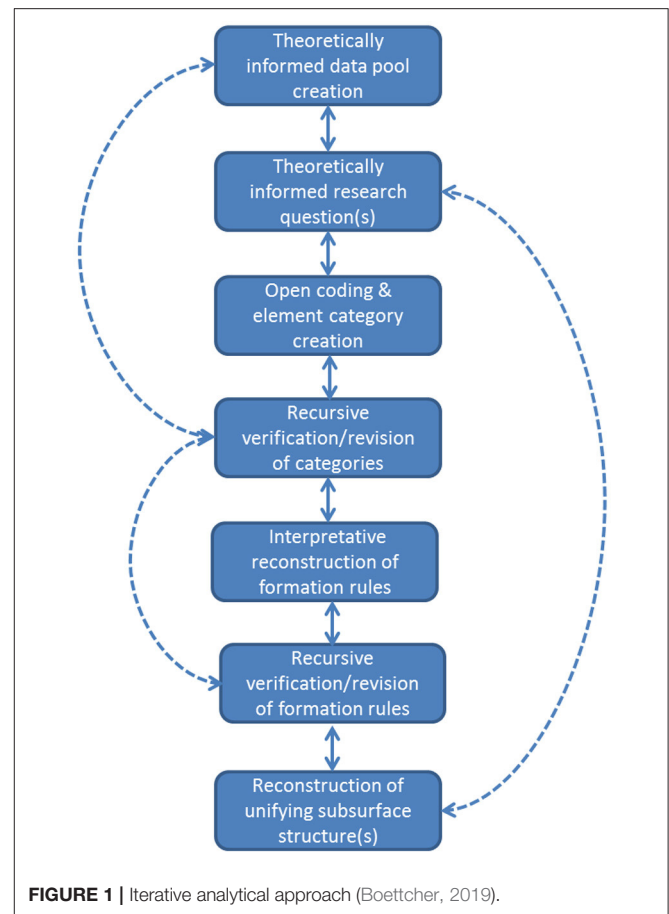 Theoretically
informed data pool
creation
Theoretically
informed research
question(s)
Open coding &
element category
creation
Recursive
verification/revision
of categories
Interpretative
reconstruction of
formation rules
Recursive
verification/revision
of formation rules
Reconstruction of
unifying subsurface
structure(s)
FIGURE 1 | Iterative analytical approach (Boettcher, 2019).